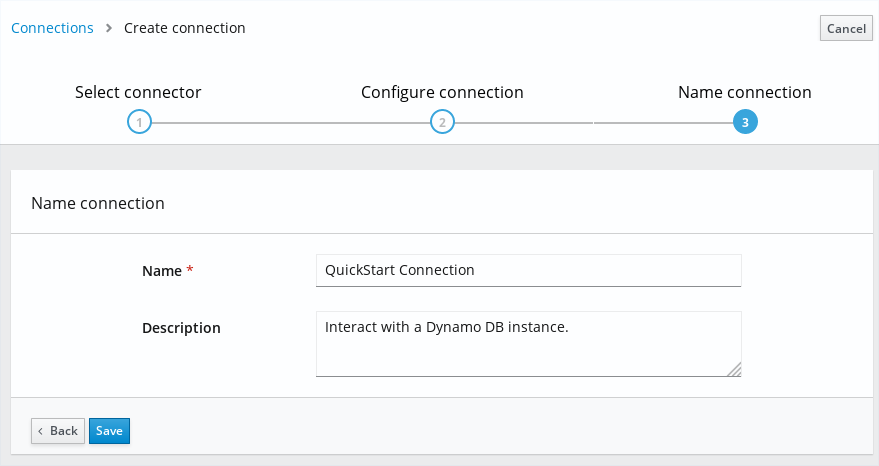 Connections > Create connection
Cancel
Select connector
Configure connection
Name connection
1
2
3
Name connection
Name *
QuickStart Connection
Description
Interact with a Dynamo DB instance.
< Back
Save